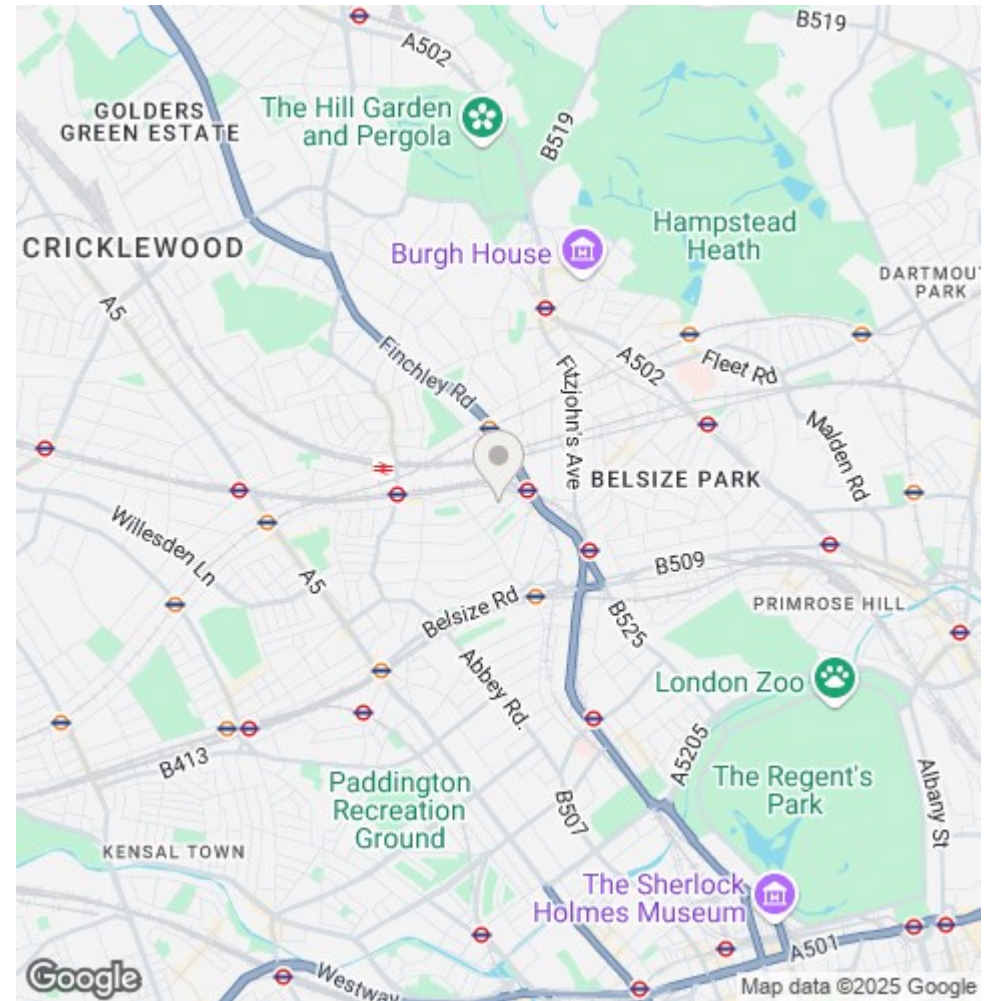 B519
A502
GOLDERS
GREEN ESTATE
The Hill Garden
and Pergola
B519
Hampstead
Heath
CRICKLEWOOD
Burgh House
DARTMOU
PARK
A5
A502
Fleet Rd
Finchley Rd
Fitzjohn's Ave
Malden Rd
BELSIZE PARK
Willesden Ln
A5
B509
Belsize Rd
B525
PRIMROSE HILL
Abbey Rd.
London Zoo
A5205
B413
The Regent's
Park
Albany St
Paddington
Recreation
Ground
B507
KENSAL TOWN
The Sherlock
Holmes Museum
A501
Westway
Google
Map data ©2025 Google